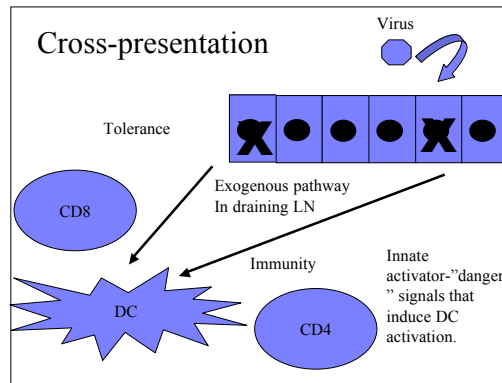 Cross-presentation
Virus
Tolerance
Exogenous pathway
In draining LN
CD8
Immunity
Innate
activator-”danger
” signals that
induce DC
activation.
DC
CD4